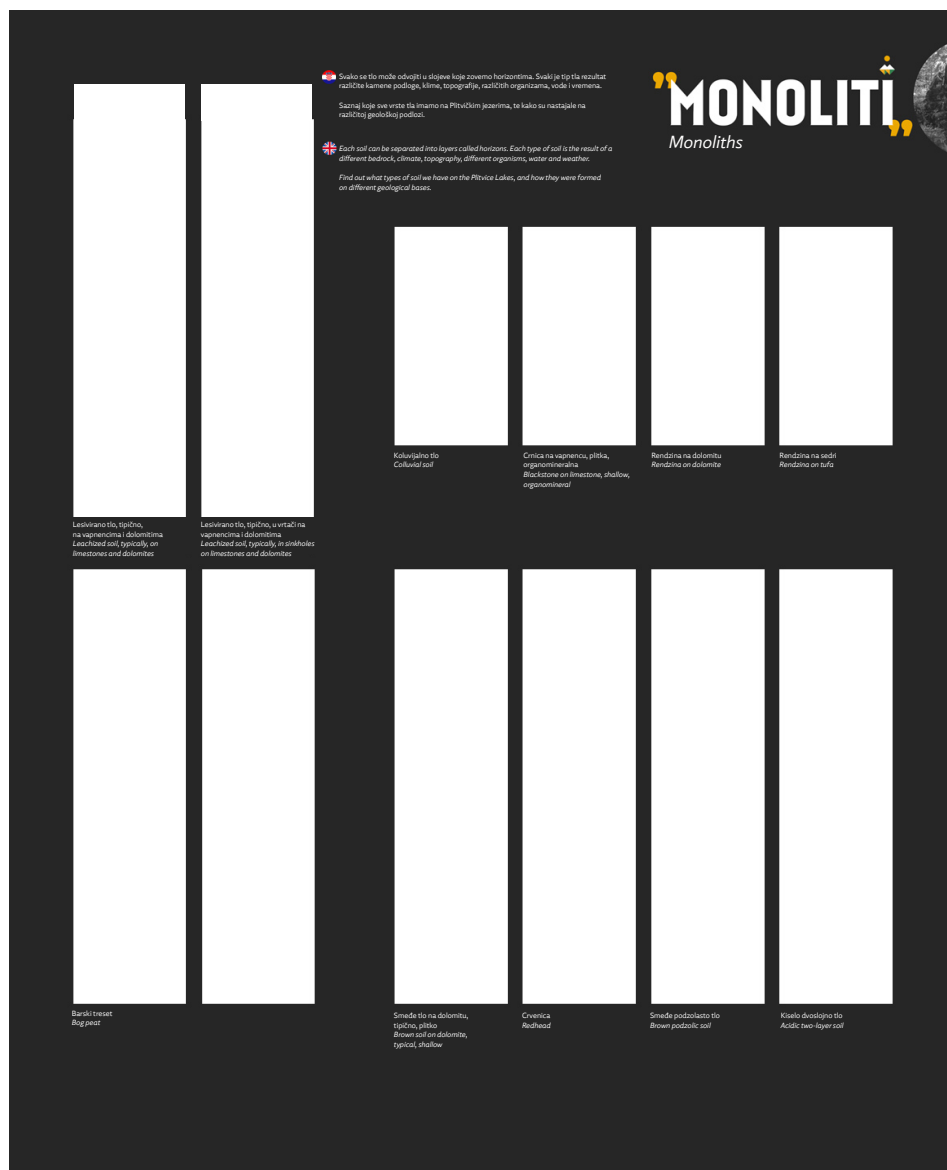 Svako se tlo može odvojiti u slojeve koje zovemo horizontima. Svaki je tip tla rezultat
različite kamene podloge, klime, topografije, različitih organizama, vode i vremena.
Saznaj koje sve vrste tla imamo na Plitvičkim jezerima, te kako su nastajale na
različitoj geološkoj podlozi.
Each soil can be separated into layers called horizons. Each type of soil is the result of a
different bedrock, climate, topography, different organisms, water and weather.
Find out what types of soil we have on the Plitvice Lakes, and how they were formed
on different geological bases.
"MONOLITI"
Monoliths
Koluvijalno tlo
Colluvial soil
Crnica na vapnencu, plitka,
organomineralna
Blackstone on limestone, shallow,
organomineral
Rendzina na dolomitu
Rendzina on dolomite
Rendzina na sedri
Rendzina on tufa
Lesivirano tlo, tipično,
na vapnencima i dolomitima
Leachized soil, typically, on
limestones and dolomites
Lesivirano tlo, tipično, u vrtači na
vapnencima i dolomitima
Leachized soil, typically, in sinkholes
on limestones and dolomites
Barski treset
Bog peat
Smeđe tlo na dolomitu,
tipično, plitko
Brown soil on dolomite,
typical, shallow
Crvenica
Redhead
Smeđe podzolasto tlo
Brown podzolic soil
Kiselo dvoslojno tlo
Acidic two-layer soil